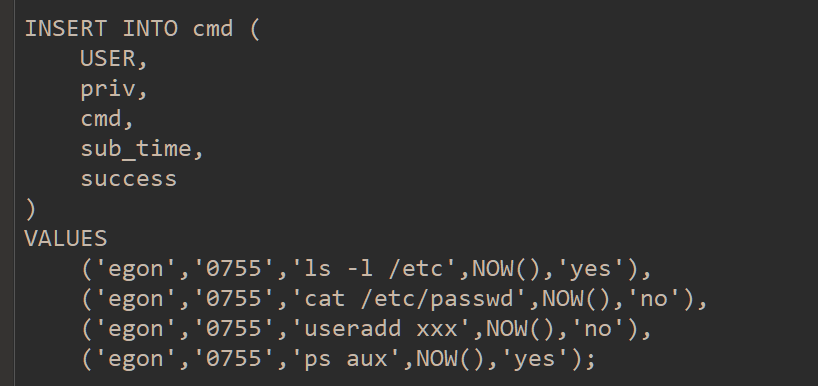 INSERT INTO cmd (
    USER,
    priv,
    cmd,
    sub_time,
    success
)
VALUES
    ('egon','0755','ls -l /etc',NOW(),'yes'),
    ('egon','0755','cat /etc/passwd',NOW(),'no'),
    ('egon','0755','useradd xxx',NOW(),'no'),
    ('egon','0755','ps aux',NOW(),'yes');